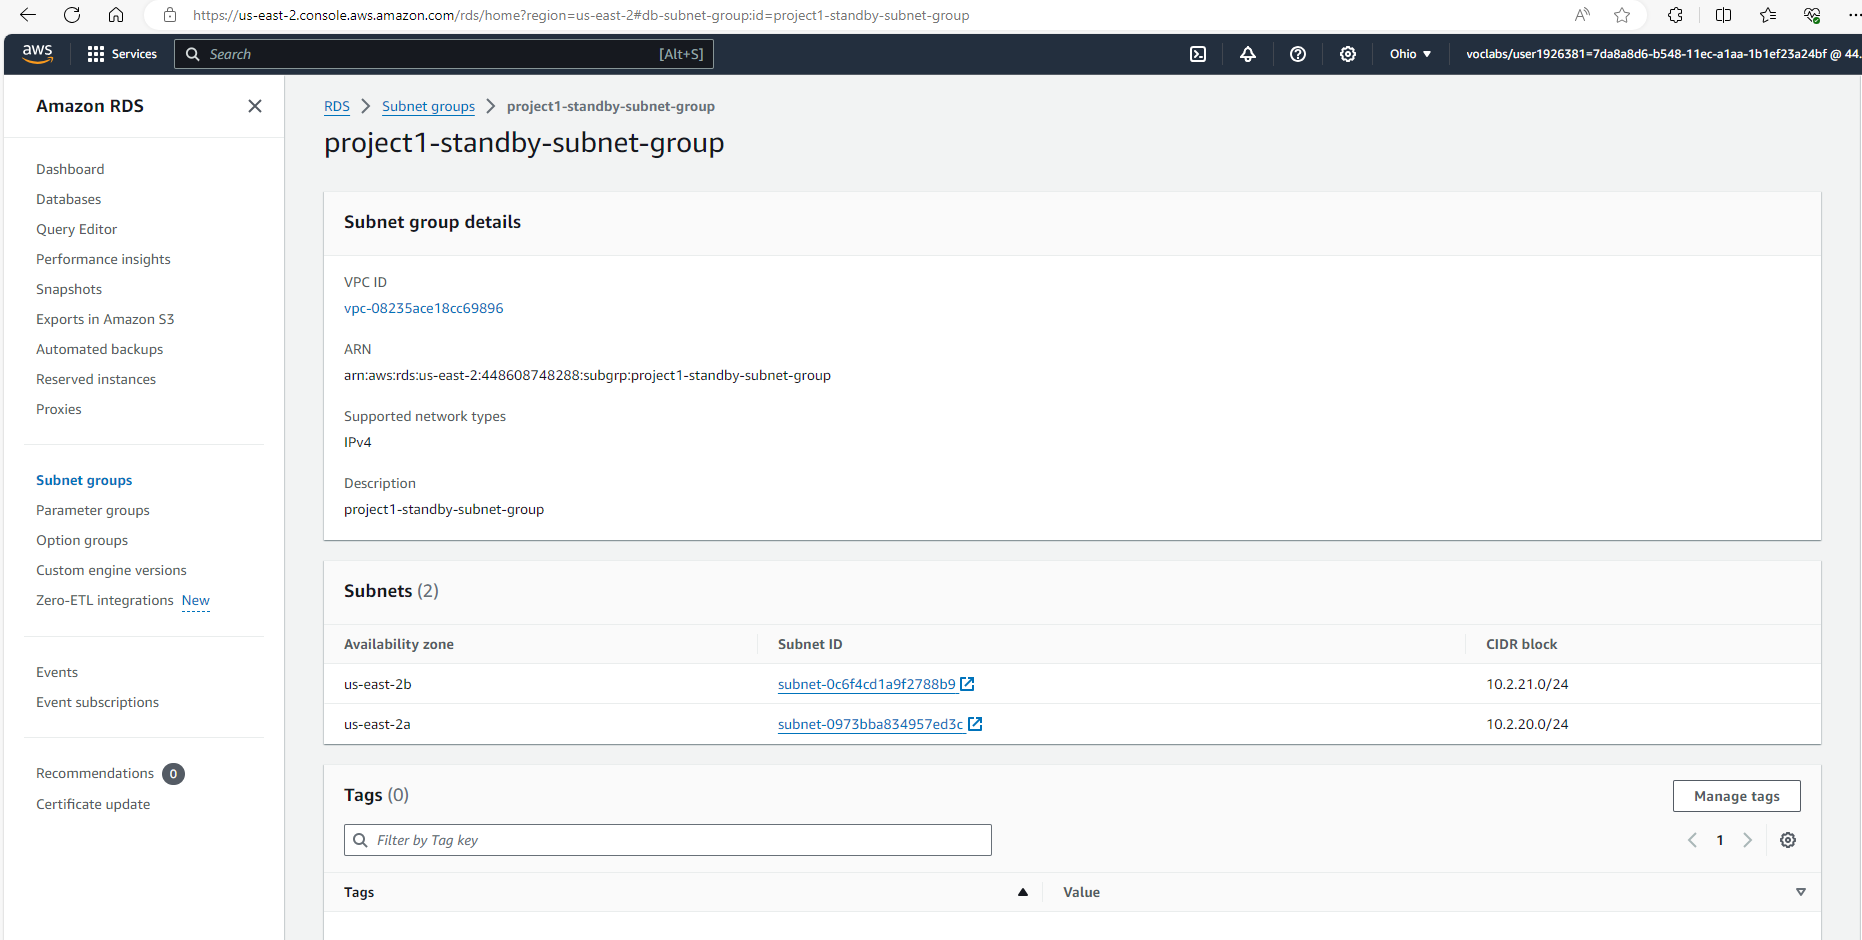 https://us-east-2.console.aws.amazon.com/rds/home?region=us-east-2#db-subnet-group:id=project1-standby-subnet-group
aws Services Search [Alt+S] Ohio voclabs/user1926381=7da8a8d6-b548-11ec-a1aa-1b1ef23a24bf @ 44.
Amazon RDS
Dashboard
Databases
Query Editor
Performance insights
Snapshots
Exports in Amazon S3
Automated backups
Reserved instances
Proxies
Subnet groups
Parameter groups
Option groups
Custom engine versions
Zero-ETL integrations New
Events
Event subscriptions
Recommendations 0
Certificate update
RDS > Subnet groups > project1-standby-subnet-group
project1-standby-subnet-group
Subnet group details
VPC ID
vpc-08235ace18cc69896
ARN
arn:aws:rds:us-east-2:448608748288:subgrp:project1-standby-subnet-group
Supported network types
IPv4
Description
project1-standby-subnet-group
Subnets (2)
Availability zone Subnet ID CIDR block
us-east-2b subnet-0c6f4cd1a9f2788b9 10.2.21.0/24
us-east-2a subnet-0973bba834957ed3c 10.2.20.0/24
Tags (0)
Manage tags
Filter by Tag key
1
Tags Value